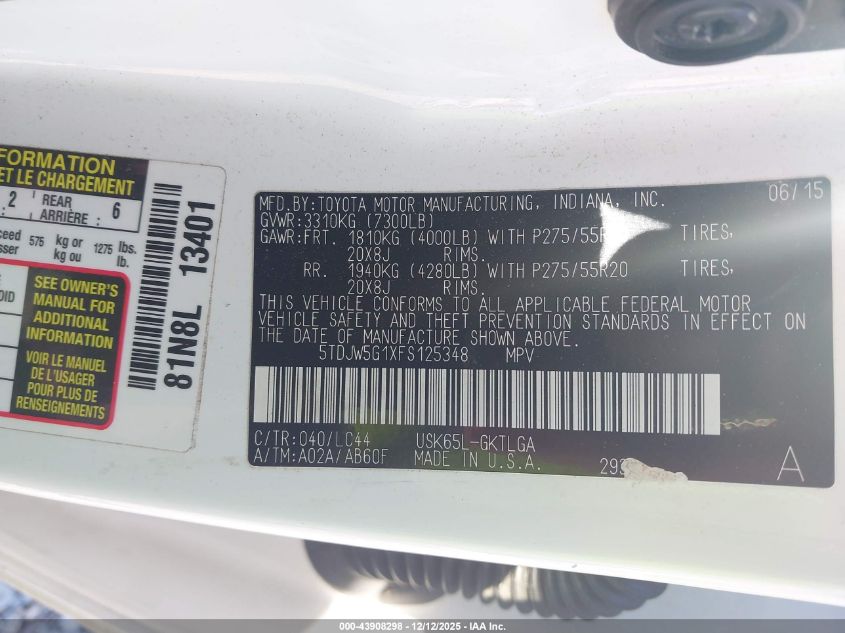 FORMATION
ET LE CHARGEMENT
2 REAR 6
ARRIÈRE :
575 kg or 1275 lbs.
kg ou lb.
SEE OWNER'S
MANUAL FOR
ADDITIONAL
INFORMATION
VOIR LE MANUEL
DE L'USAGER
POUR PLUS DE
RENSEIGNEMENTS
81N8L 13401
MFD.BY:TOYOTA MOTOR MANUFACTURING, INDIANA, INC. 06/15
GVWR:3310KG (7300LB)
GAWR:FRT. 1810KG (4000LB) WITH P275/55R TIRES,
20X8J RIMS.
RR. 1940KG (4280LB) WITH P275/55R20 TIRES,
20X8J RIMS.
THIS VEHICLE CONFORMS TO ALL APPLICABLE FEDERAL MOTOR
VEHICLE SAFETY AND THEFT PREVENTION STANDARDS IN EFFECT ON
THE DATE OF MANUFACTURE SHOWN ABOVE.
5TDJW5G1XFS125348 MPV
C/TR:040/LC44 USK65L-GKTLGA
A/TM:A02A/AB60F MADE IN U.S.A. A
000-43908298 - 12/12/2025 - IAA, Inc.